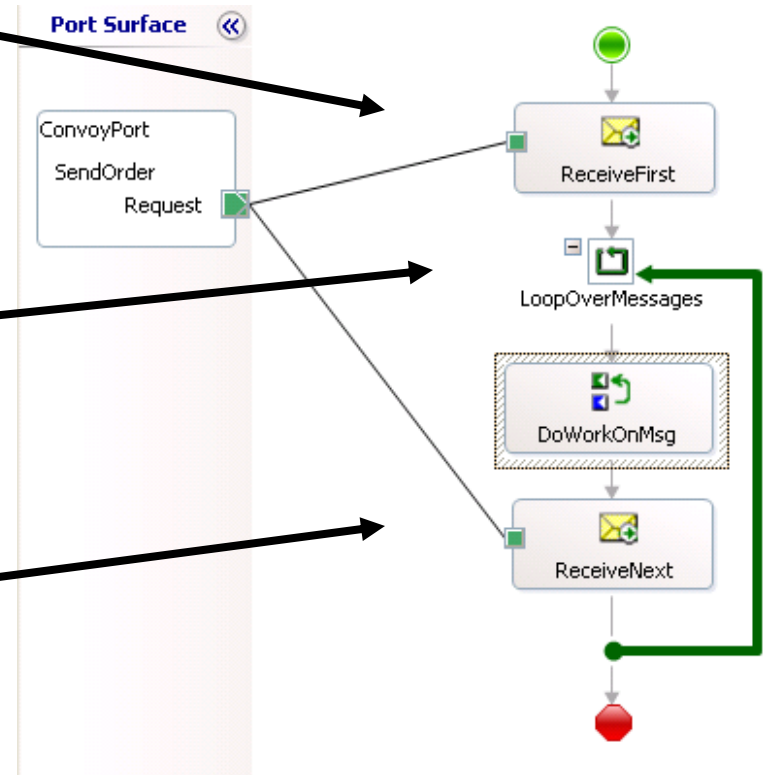 Port Surface
ConvoyPort
SendOrder
Request
ReceiveFirst
LoopOverMessages
DoWorkOnMsg
ReceiveNext